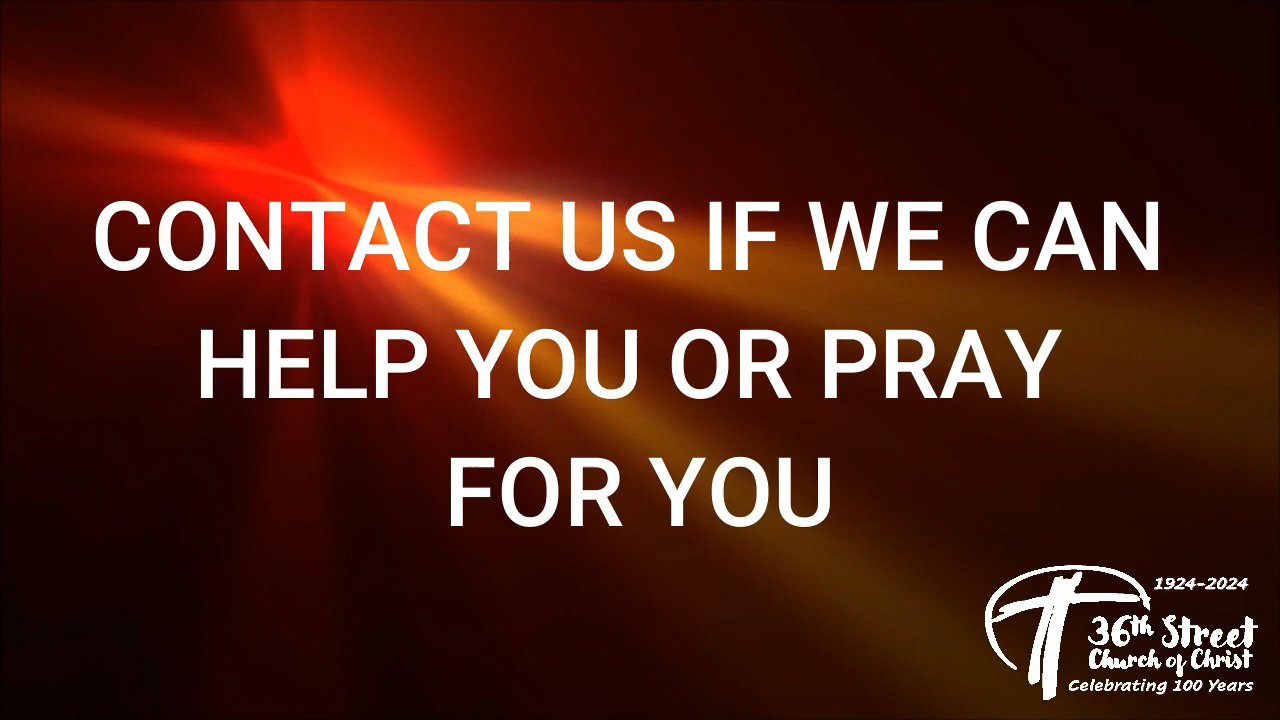 CONTACT US IF WE CAN
HELP YOU OR PRAY
FOR YOU
1924-2024
36th Street
Church of Christ
Celebrating 100 Years